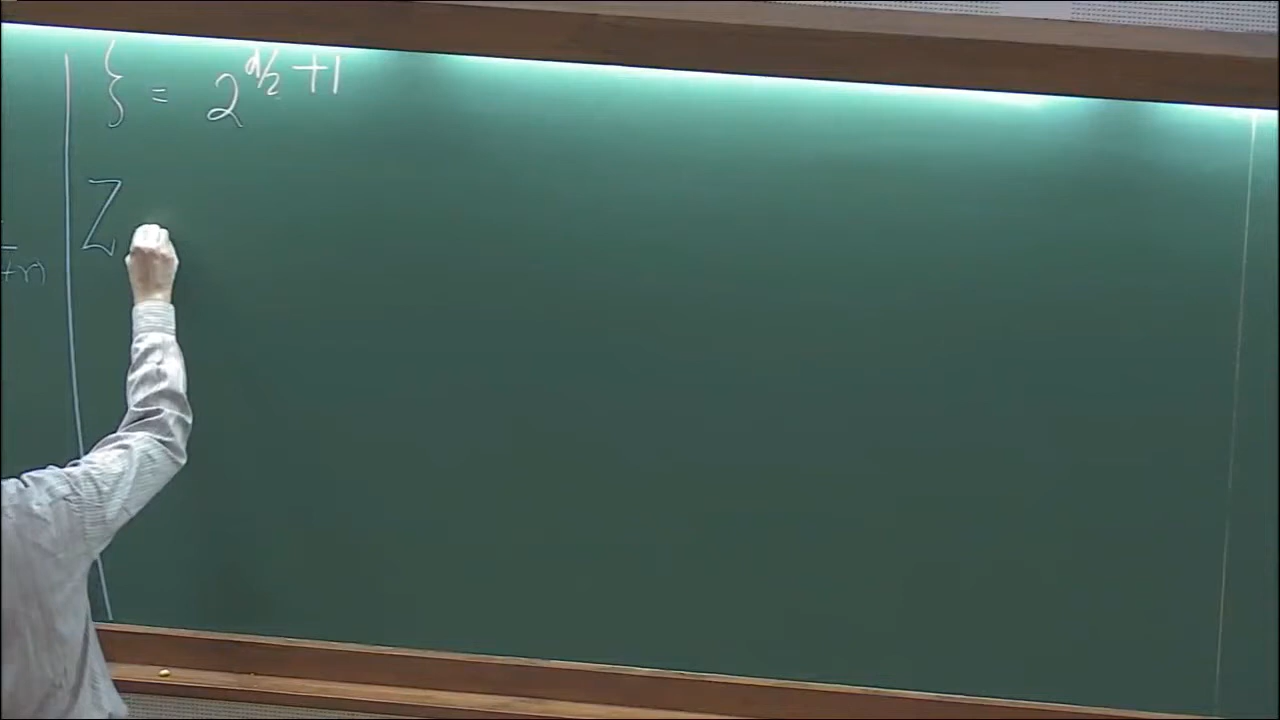 +n
ξ = 2^{d/2 +1}
Z